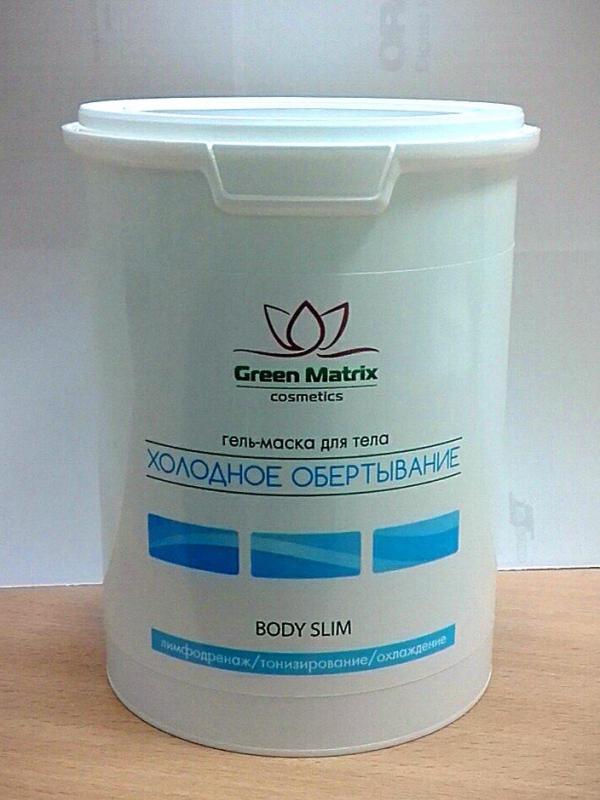 Green Matrix
cosmetics
гель-маска для тела
ХОЛОДНОЕ ОБЕРТЫВАНИЕ
BODY SLIM
лимфодренаж/тонизирование/охлаждение